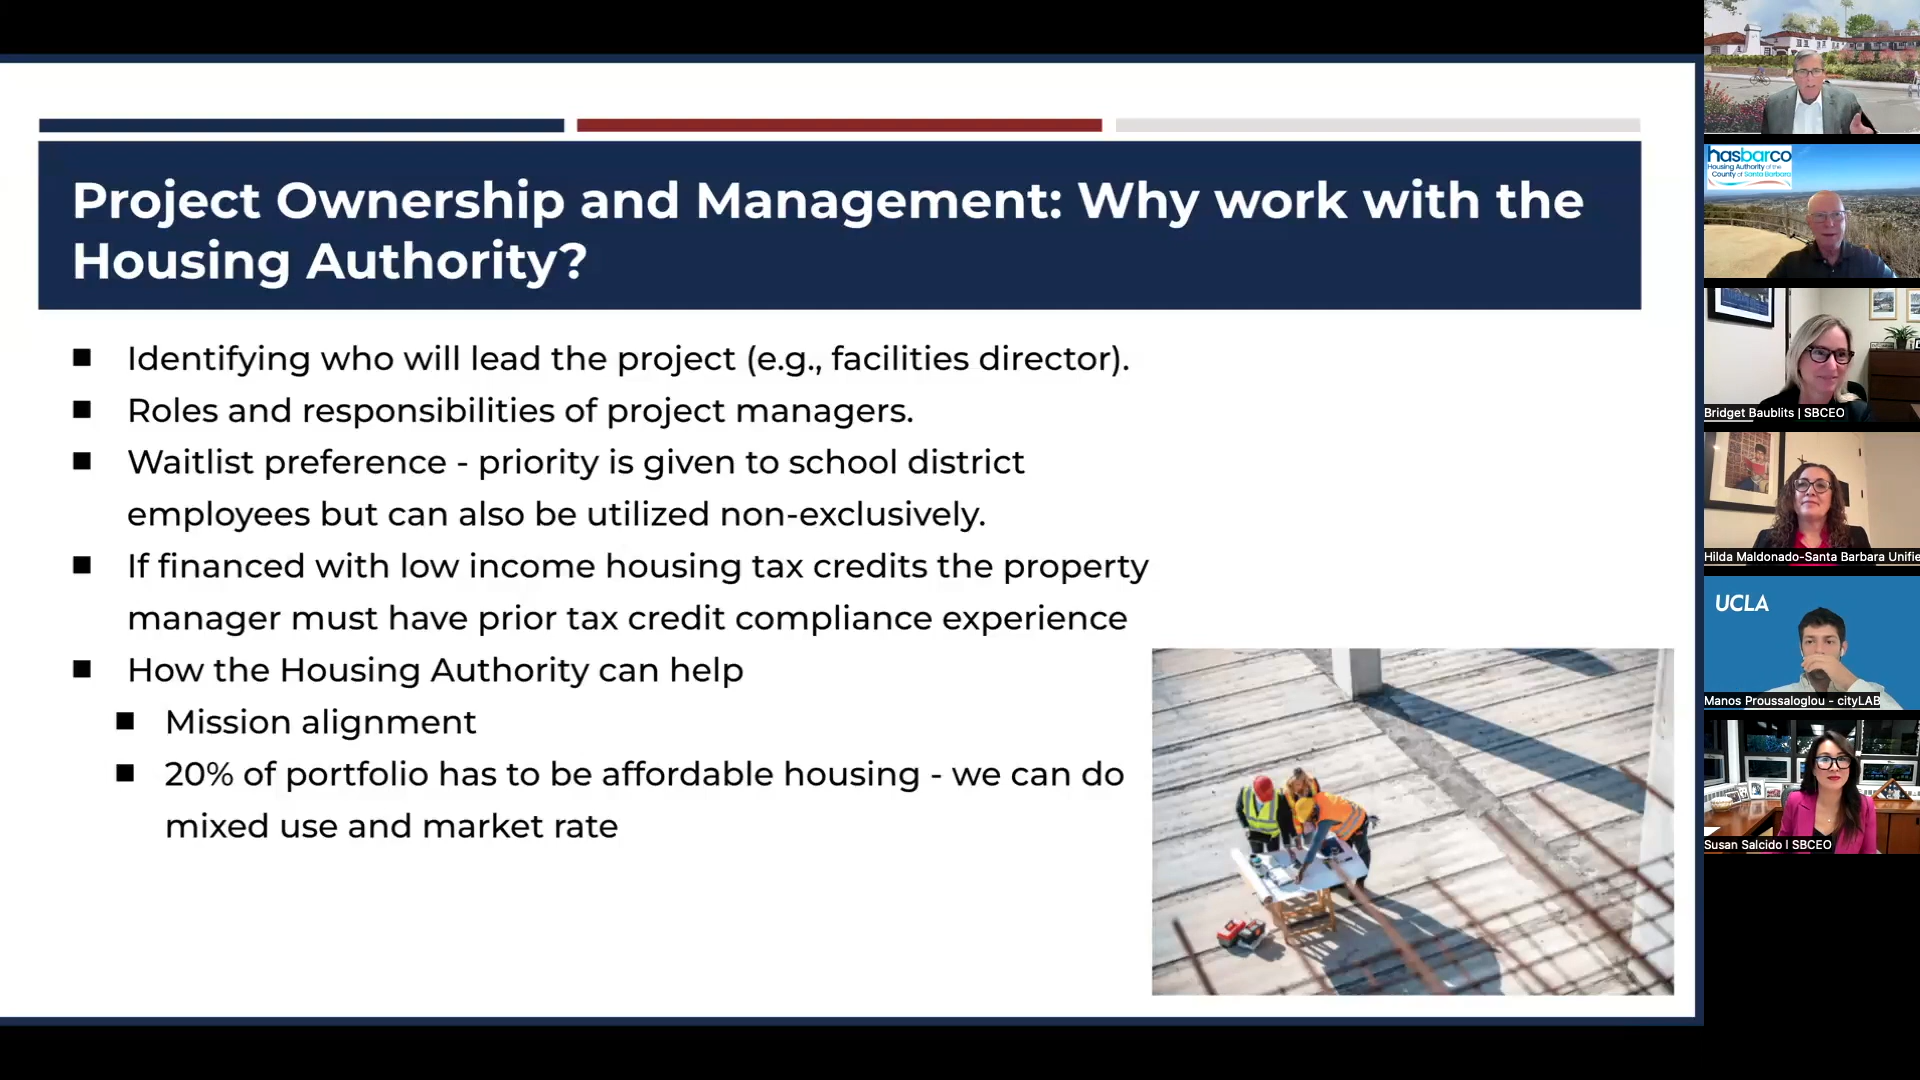 Project Ownership and Management: Why work with the
Housing Authority?
Identifying who will lead the project (e.g., facilities director).
Roles and responsibilities of project managers.
Waitlist preference - priority is given to school district
employees but can also be utilized non-exclusively.
If financed with low income housing tax credits the property
manager must have prior tax credit compliance experience
How the Housing Authority can help
Mission alignment
20% of portfolio has to be affordable housing - we can do
mixed use and market rate
hasbarco
Housing Authority of the
County of Santa Barbara
Bridget Baublits | SBCEO
Hilda Maldonado-Santa Barbara Unifie
UCLA
Manos Proussaloglou - cityLAB
Susan Salcido | SBCEO